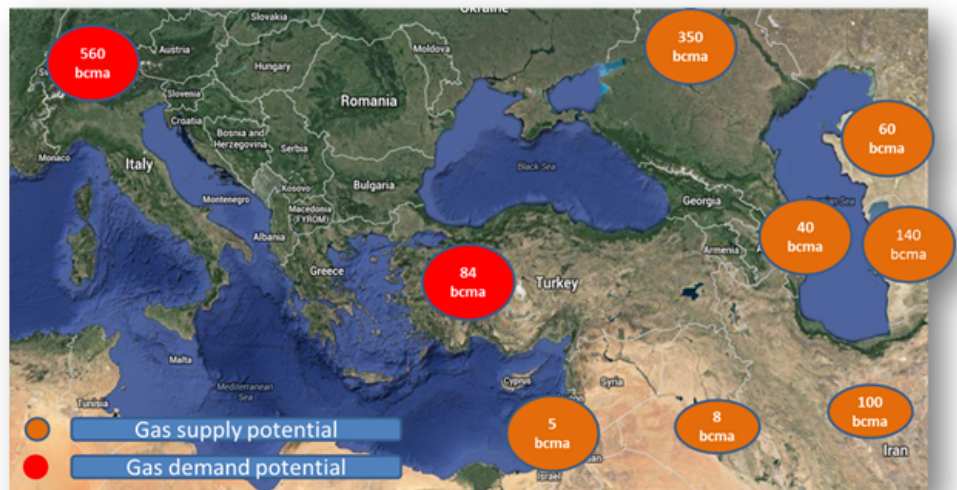 Slovakia
Ukraine
560
bcma
Austria
350
bcma
Moldova
Hungary
Slovenia
Romania
Croatia
60
bcma
Bosnia and
Herzegovina
Monaco
Serbia
Italy
Black Sea
Kosovo
Bulgaria
Montenegro
Georgia
Macedonia
(FYROM)
40
bcma
140
bcma
Albania
Armenia
Greece
84
bcma
Turkey
Malta
Cyprus
Syria
Mediterranean
Sea
Tunisia
100
bcma
5
bcma
8
bcma
Gas supply potential
Iran
Gas demand potential
Israel